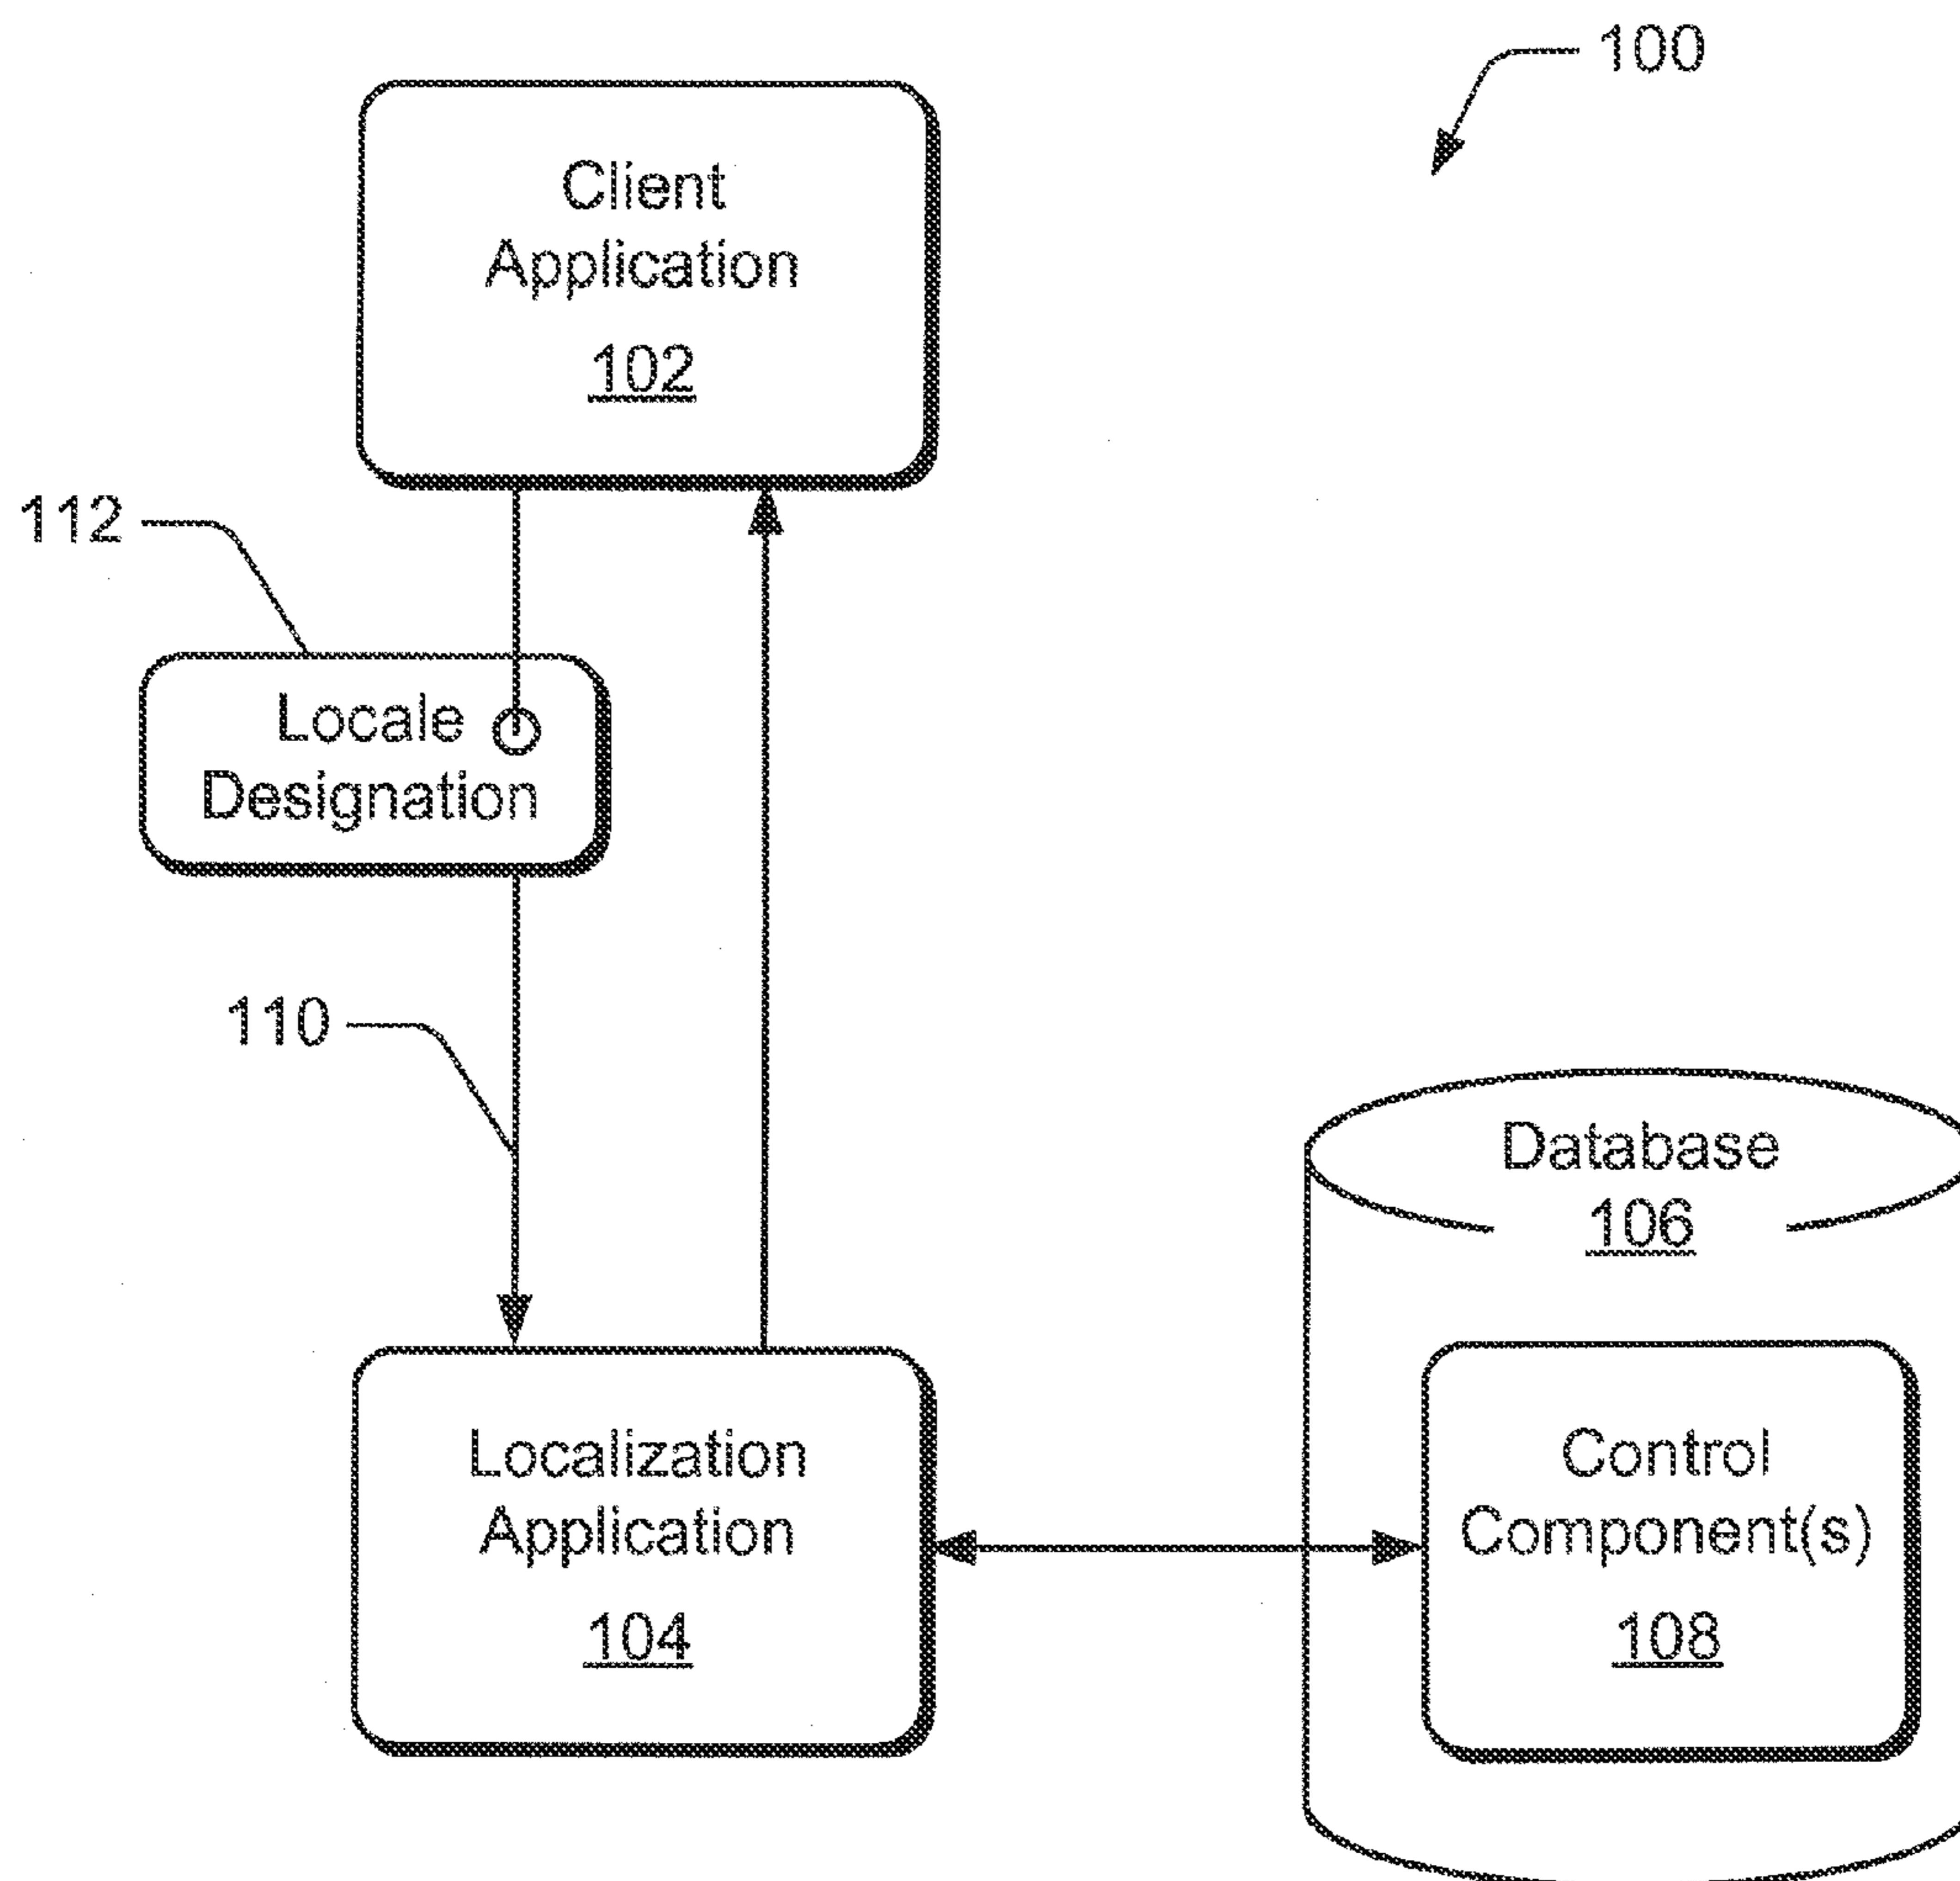 100
Client
Application
102
112
Locale
Designation
110
Database
106
Localization
Application
104
Control
Component(s)
108